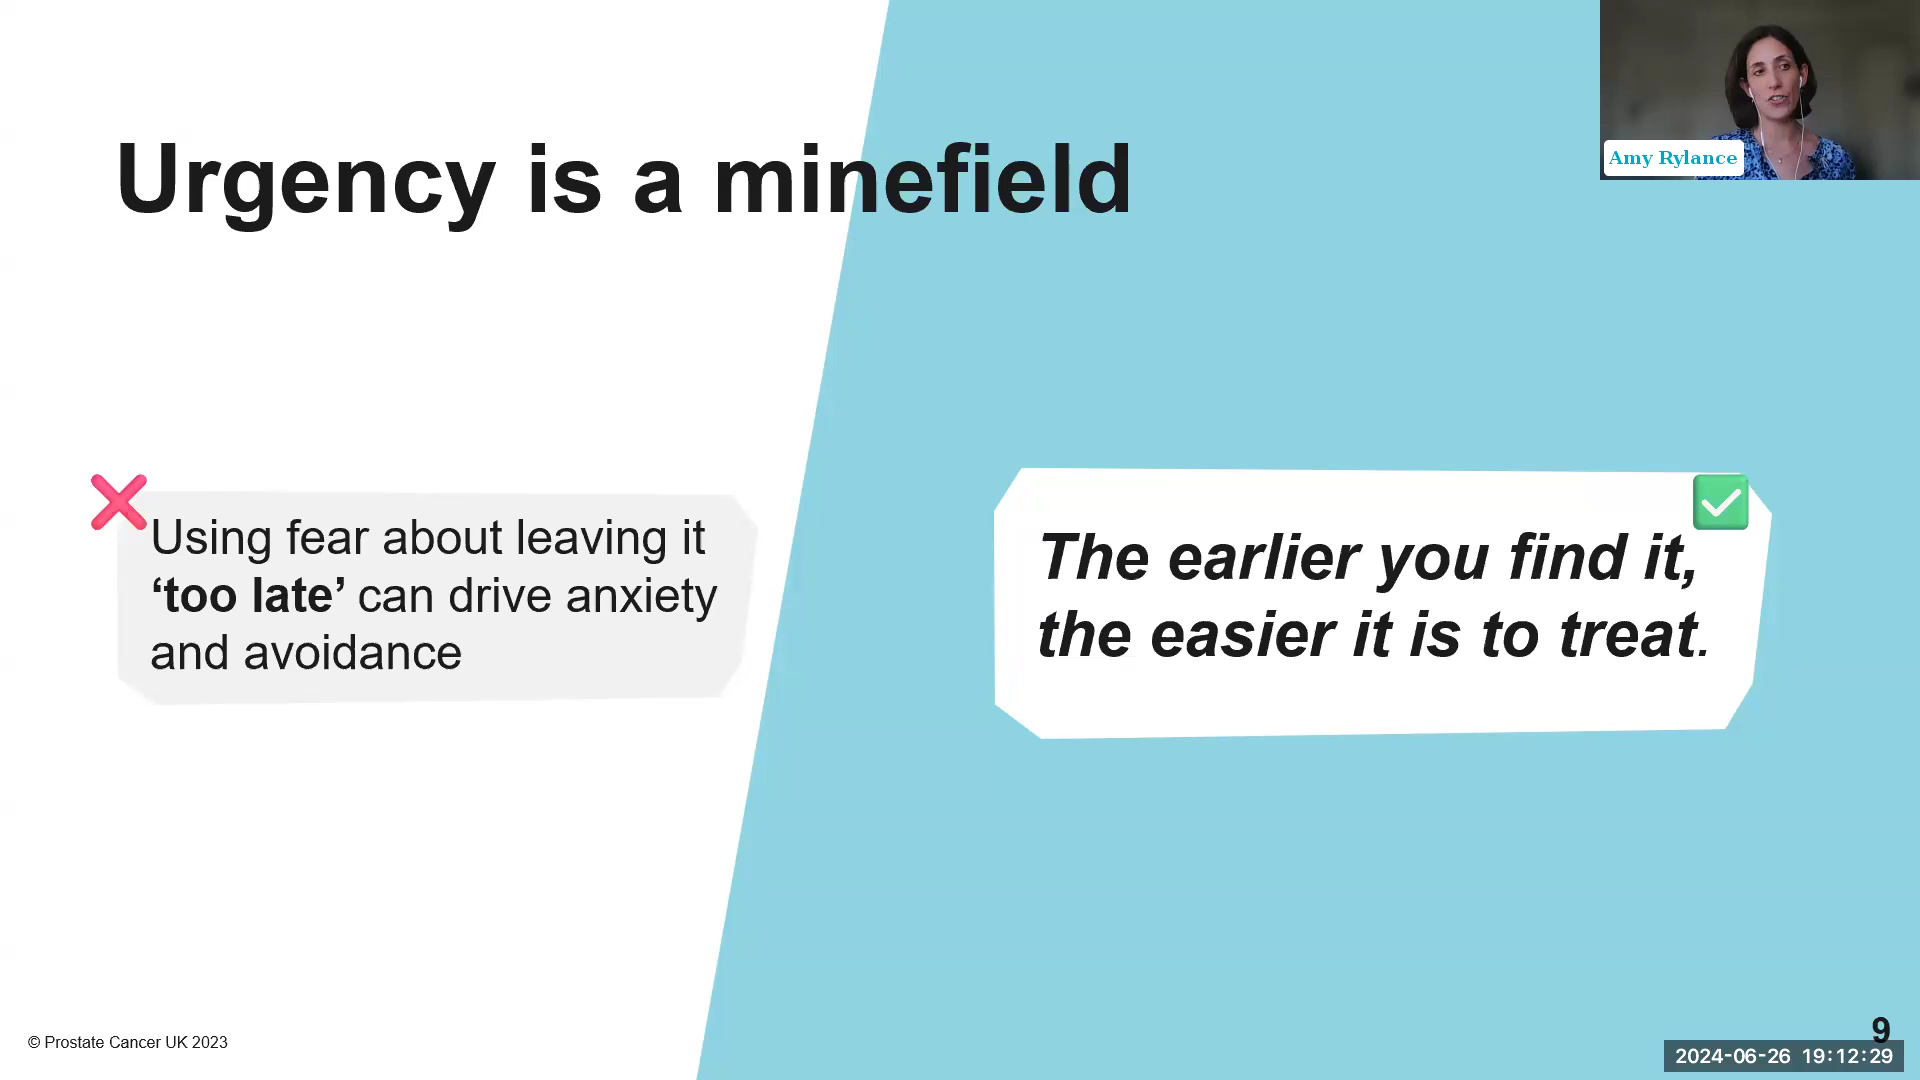 Amy Rylance
Urgency is a minefield
Using fear about leaving it
‘too late’ can drive anxiety
and avoidance
The earlier you find it,
the easier it is to treat.
© Prostate Cancer UK 2023
9
2024-06-26 19:12:29